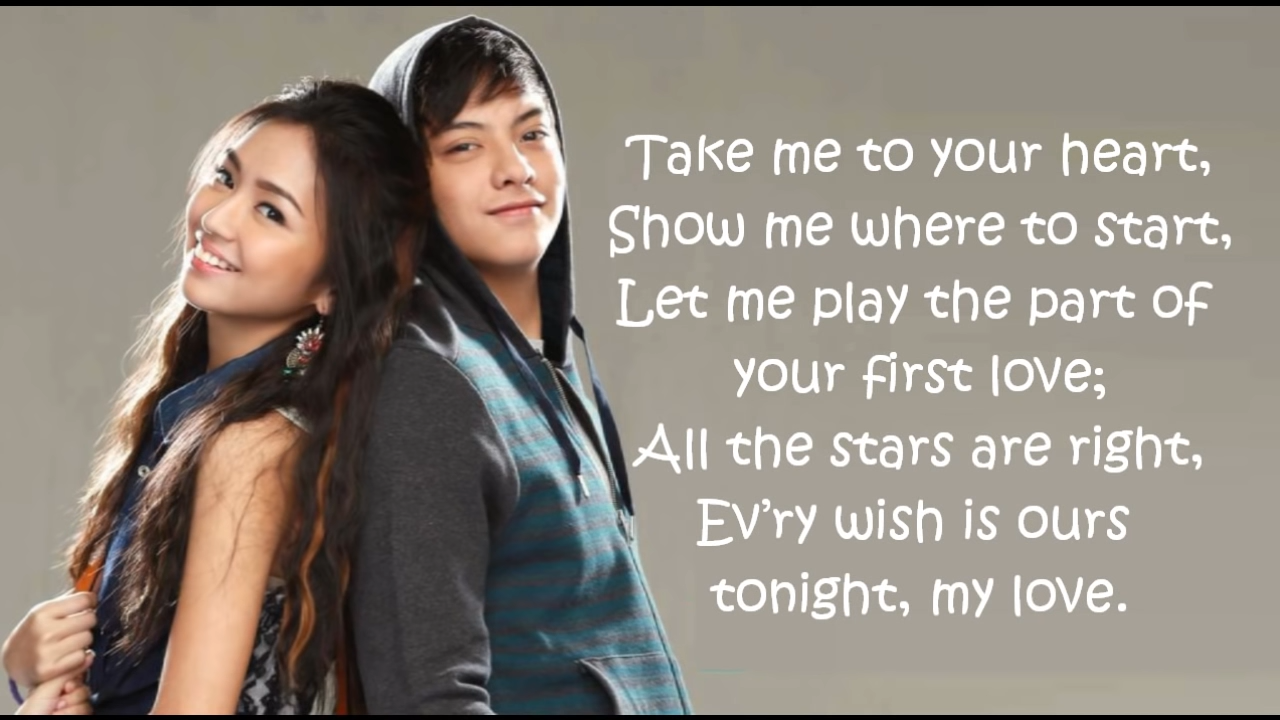 Take me to your heart,
Show me where to start,
Let me play the part of
your first love;
All the stars are right,
Ev’ry wish is ours
tonight, my love.